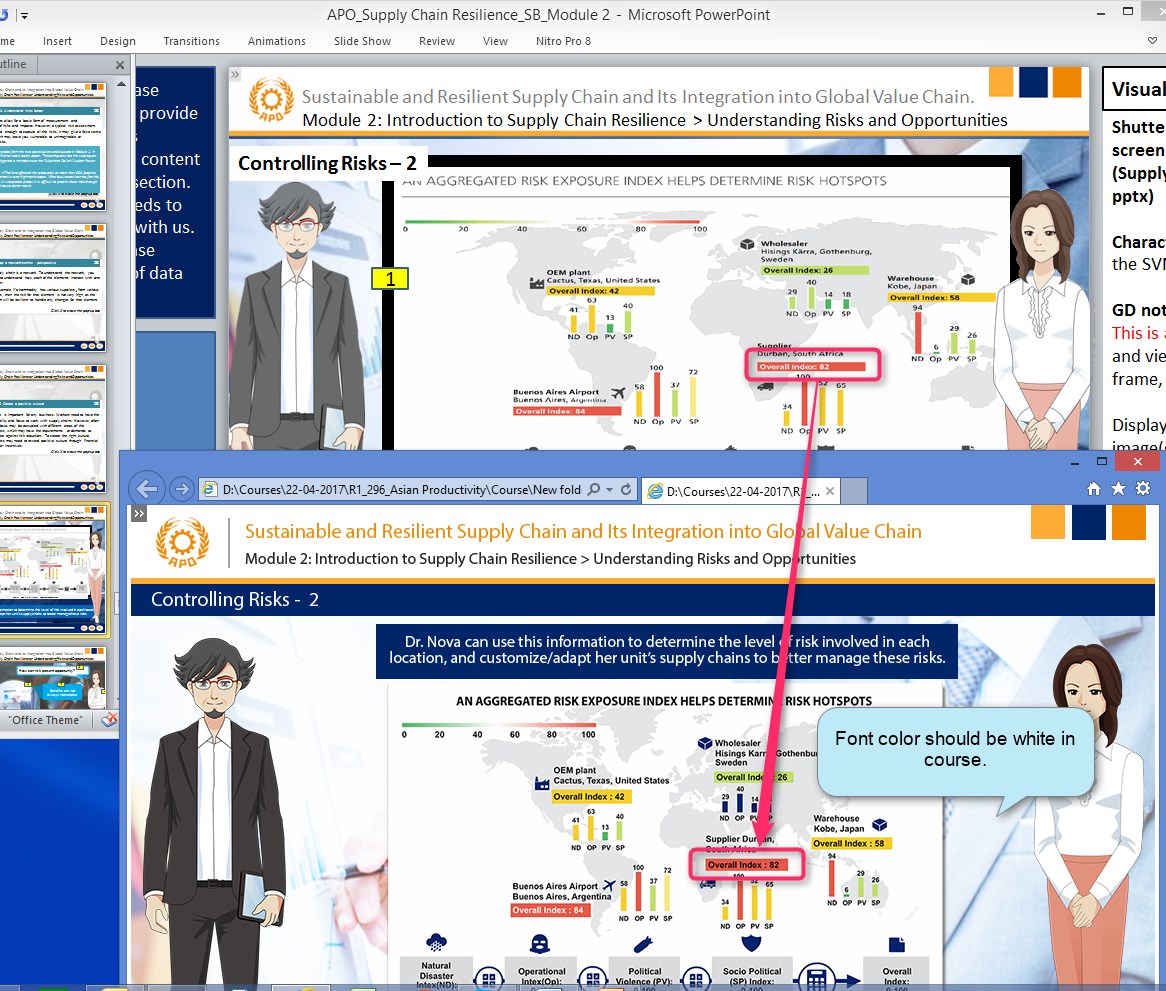 APO_Supply Chain Resilience_SB_Module 2 - Microsoft PowerPoint
Insert Design Transitions Animations Slide Show Review View Nitro Pro 8
provide
content
section.
with us.
of data
Sustainable and Resilient Supply Chain and Its Integration into Global Value Chain.
Module 2: Introduction to Supply Chain Resilience > Understanding Risks and Opportunities
Controlling Risks – 2
AN AGGREGATED RISK EXPOSURE INDEX HELPS DETERMINE RISK HOTSPOTS
0 20 40 60 80 100
1
Wholesaler
Hisings Kärra, Gothenburg,
Sweden
Overall Index: 26
29 40 14 18
ND Op PV SP
OEM plant
Cactus, Texas, United States
Overall Index: 42
41 63 13 40
ND Op PV SP
Warehouse
Kobe, Japan
Overall Index: 58
94 6 29 26
ND Op PV SP
Supplier
Durban, South Africa
Overall Index: 82
34 100 52 65
ND Op PV SP
Buenos Aires Airport
Buenos Aires, Argentina
Overall Index: 84
58 100 37 72
ND Op PV SP
Visual
Shutte
screen
(Supply
pptx)
Charact
the SVN
GD not
This is a
and vie
frame,
Display
image(s
"Office Theme"
D:\Courses\22-04-2017\R1_296_Asian Productivity\Course\New fold
D:\Courses\22-04-2017\R1_...
APO
Sustainable and Resilient Supply Chain and Its Integration into Global Value Chain
Module 2: Introduction to Supply Chain Resilience > Understanding Risks and Opportunities
Controlling Risks - 2
Dr. Nova can use this information to determine the level of risk involved in each
location, and customize/adapt her unit's supply chains to better manage these risks.
AN AGGREGATED RISK EXPOSURE INDEX HELPS DETERMINE RISK HOTSPOTS
0 20 40 60 80 100
Font color should be white in
course.
Wholesaler
Hisings Karra, Gothenbu
Sweden
Overall Index: 26
29 40 14
ND OP PV SP
OEM plant
Cactus, Texas, United States
Overall Index : 42
41 63 13 40
ND OP PV SP
Warehouse
Kobe, Japan
Overall Index : 58
94 6 29 26
ND OP PV SP
Supplier Durban,
South Africa
Overall Index : 82
34 100 52 65
ND OP PV SP
Buenos Aires Airport
Buenos Aires, Argentina
Overall Index : 84
58 100 37 72
ND OP PV SP
Natural
Disaster
Intex(ND):
Operational
Intex(Op):
Political
Violence (PV):
Socio Political
(SP) Index:
Overall
Index: